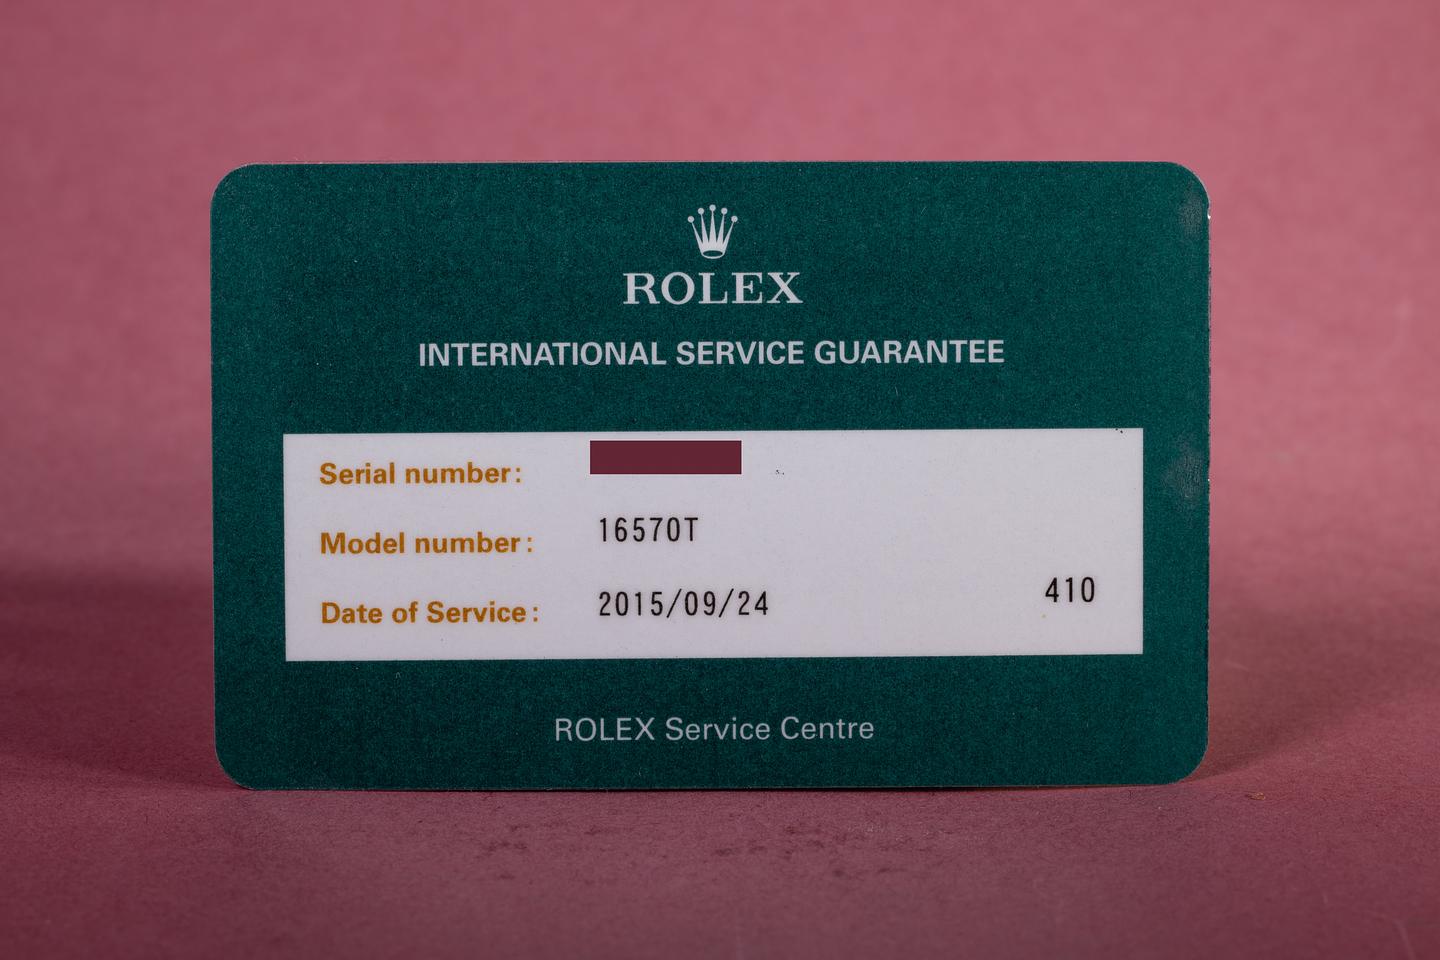 ROLEX
INTERNATIONAL SERVICE GUARANTEE
Serial number:
Model number: 16570T
Date of Service: 2015/09/24 410
ROLEX Service Centre